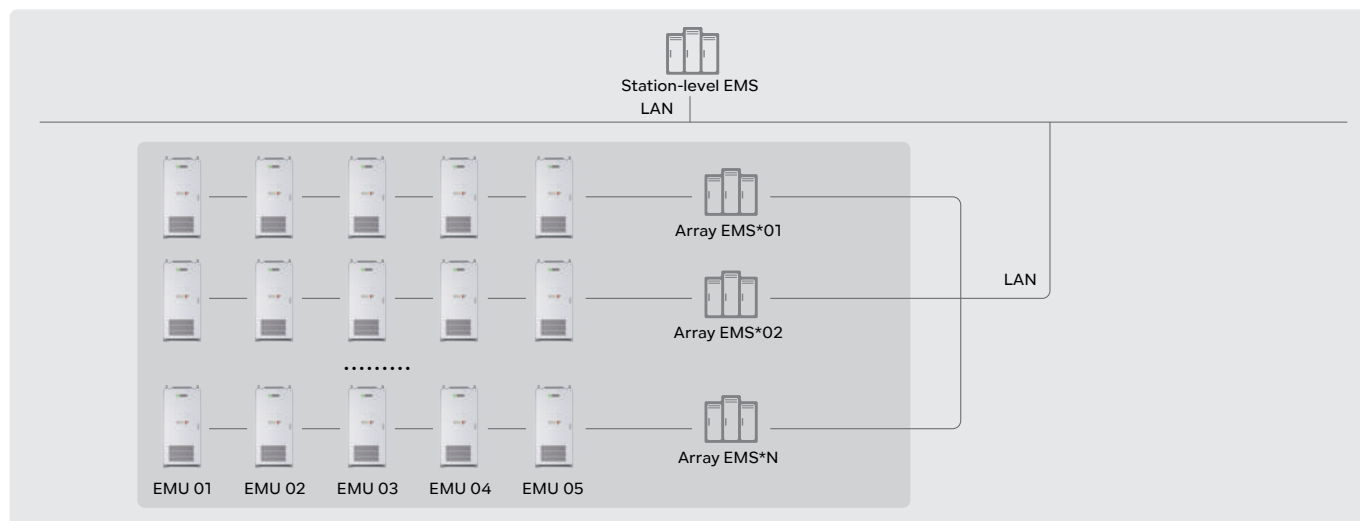 Station-level EMS
LAN
Array EMS*01
LAN
Array EMS*02
.........
Array EMS*N
EMU 01 EMU 02 EMU 03 EMU 04 EMU 05